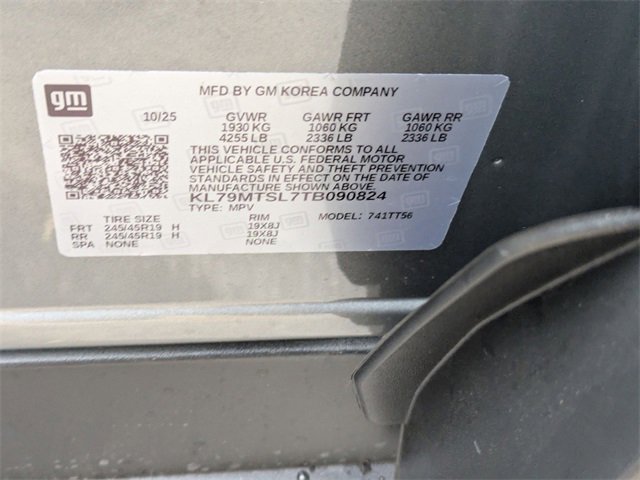 gm
MFD BY GM KOREA COMPANY
10/25 GVWR GAWR FRT GAWR RR
1930 KG 1060 KG 1060 KG
4255 LB 2336 LB 2336 LB
THIS VEHICLE CONFORMS TO ALL
APPLICABLE U.S. FEDERAL MOTOR
VEHICLE SAFETY AND THEFT PREVENTION
STANDARDS IN EFFECT ON THE DATE OF
MANUFACTURE SHOWN ABOVE.
KL79MTSL7TB090824
TYPE: MPV MODEL: 741TT56
TIRE SIZE RIM
FRT 245/45R19 H 19X8J
RR 245/45R19 H 19X8J
SPA NONE NONE